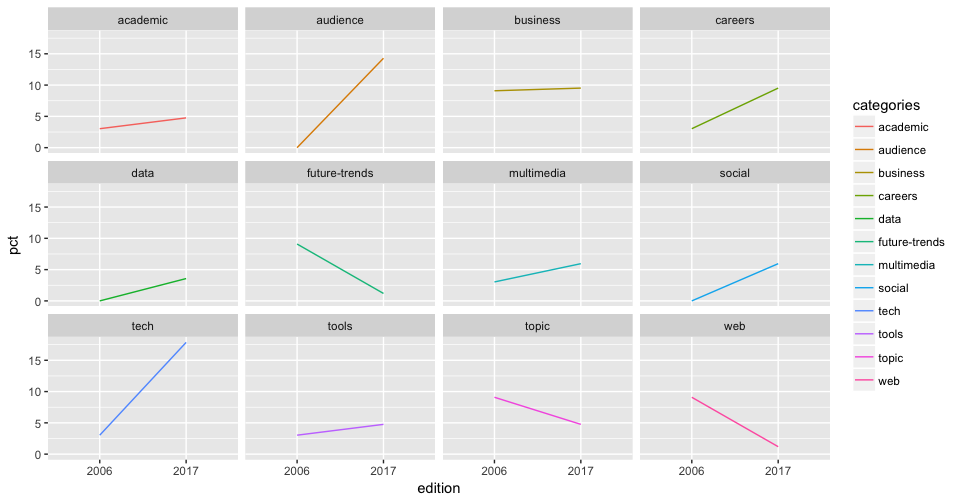 academic audience business careers
15
10
5
0
data future-trends multimedia social
15
10
5
0
tech tools topic web
15
10
5
0
2006 2017 2006 2017 2006 2017 2006 2017
edition
pct
categories
academic
audience
business
careers
data
future-trends
multimedia
social
tech
tools
topic
web